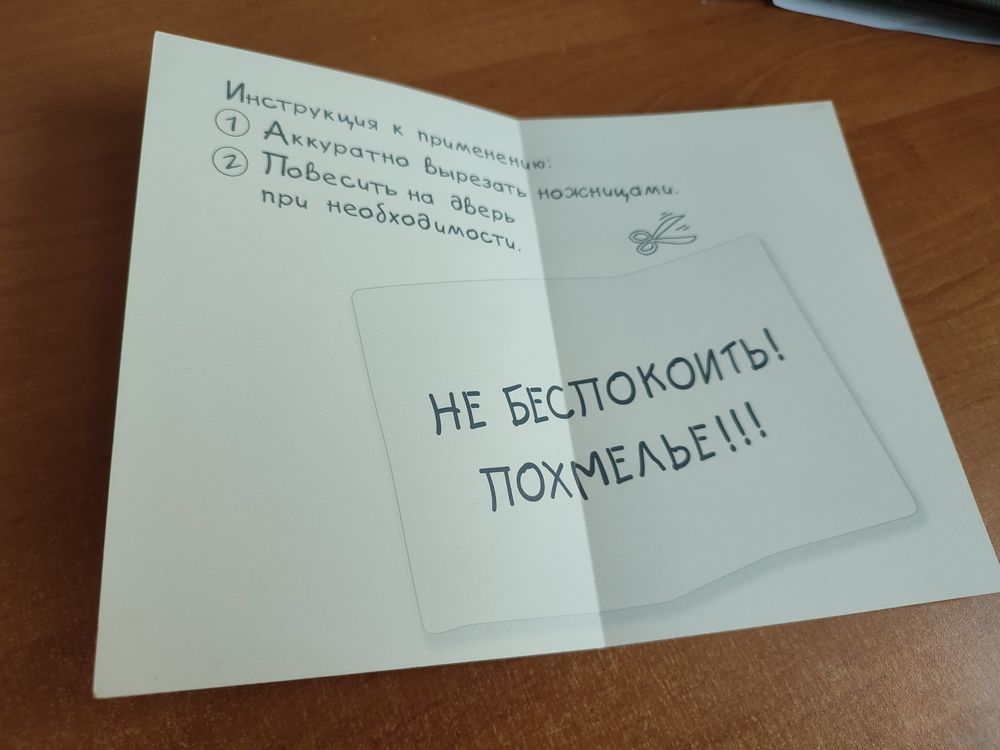 Инструкция к применению:
1 Аккуратно вырезать ножницами.
2 Повесить на дверь
при необходимости.
НЕ БЕСПОКОИТЬ!
ПОХМЕЛЬЕ!!!